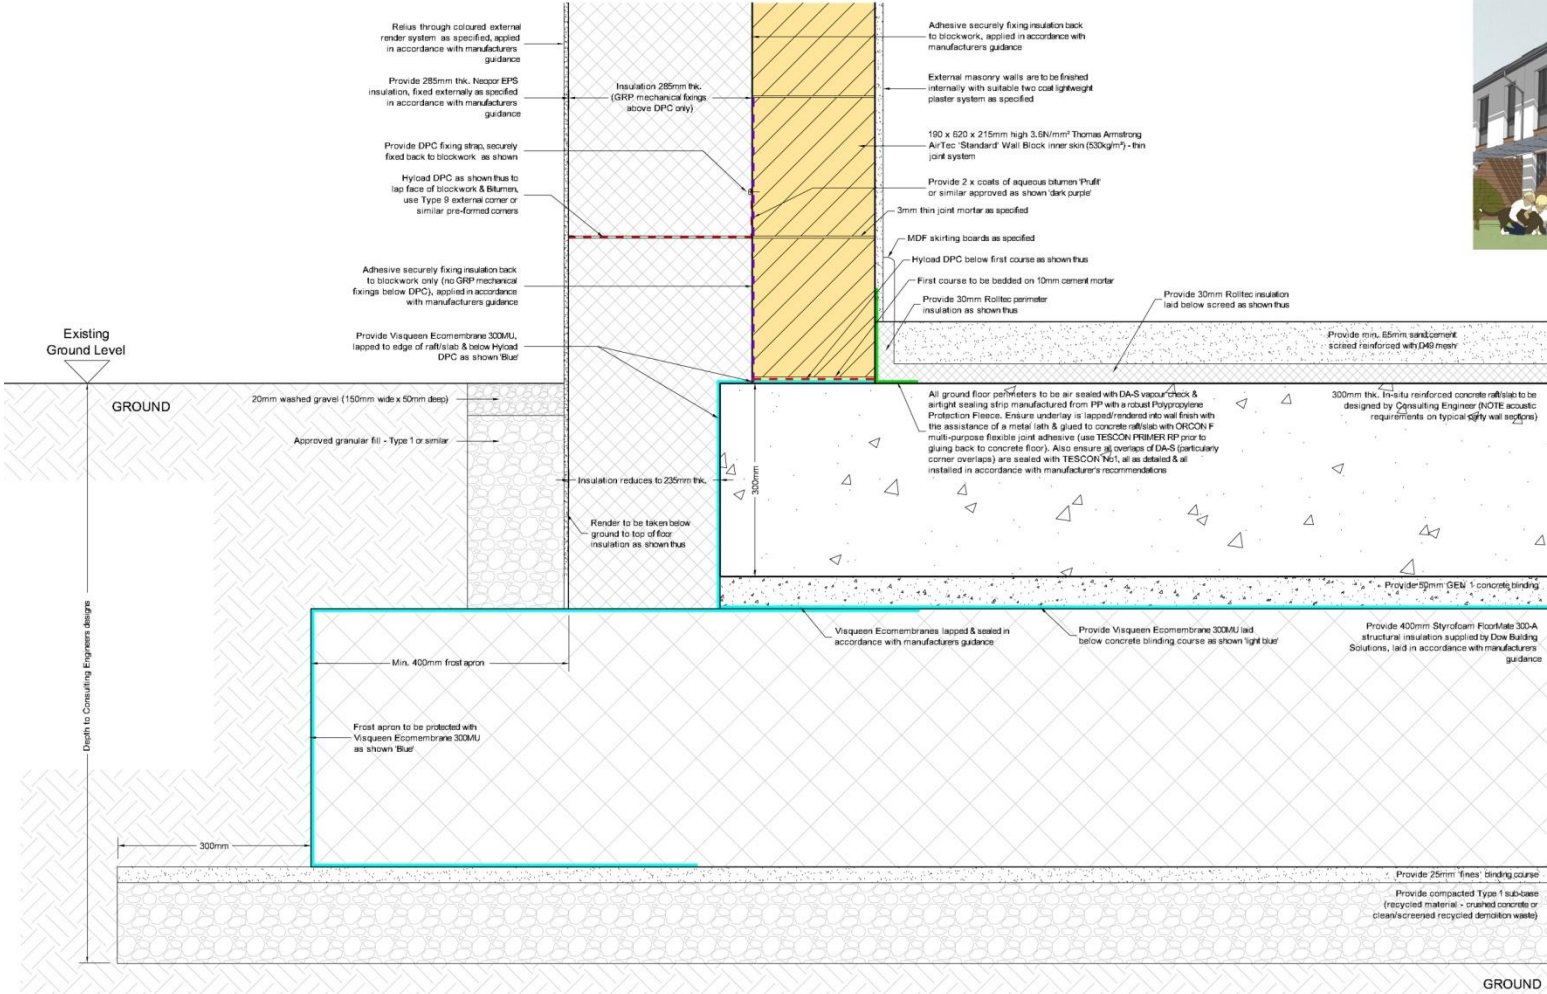 Relius through coloured external
render system as specified, applied
in accordance with manufacturers
guidance
Provide 285mm thk. Neopor EPS
insulation, fixed externally as specified
in accordance with manufacturers
guidance
Provide DPC fixing strap, securely
fixed back to blockwork as shown
Hyload DPC as shown thus to
lap face of blockwork & Bitumen,
use Type 9 external corner or
similar pre-formed corners
Adhesive securely fixing insulation back
to blockwork only (no GRP mechanical
fixings below DPC), applied in accordance
with manufacturers guidance
Provide Visqueen Ecomembrane 300MU,
lapped to edge of raft/slab & below Hyload
DPC as shown 'Blue'
Insulation 285mm thk.
(GRP mechanical fixings
above DPC only)
Adhesive securely fixing insulation back
to blockwork, applied in accordance with
manufacturers guidance
External masonry walls are to be finished
internally with suitable two coat lightweight
plaster system as specified
190 x 620 x 215mm high 3.6N/mm² Thomas Armstrong
AirTec 'Standard' Wall Block inner skin (530kg/m³) - thin
joint system
Provide 2 x coats of aqueous bitumen 'Prufit'
or similar approved as shown 'dark purple'
3mm thin joint mortar as specified
MDF skirting boards as specified
Hyload DPC below first course as shown thus
First course to be bedded on 10mm cement mortar
Provide 30mm Rolltec perimeter
insulation as shown thus
Provide 30mm Rolltec insulation
laid below screed as shown thus
Provide min. 65mm sand/cement
screed reinforced with D49 mesh
Existing
Ground Level
GROUND
20mm washed gravel (150mm wide x 50mm deep)
Approved granular fill - Type 1 or similar
Insulation reduces to 235mm thk.
Render to be taken below
ground to top of floor
insulation as shown thus
300mm
All ground floor perimeters to be air sealed with DA-S vapour check &
airtight sealing strip manufactured from PP with a robust Polypropylene
Protection Fleece. Ensure underlay is lapped/rendered into wall finish with
the assistance of a metal lath & glued to concrete raft/slab with ORCON F
multi-purpose flexible joint adhesive (use TESCON PRIMER RP prior to
gluing back to concrete floor). Also ensure all overlaps of DA-S (particularly
corner overlaps) are sealed with TESCON No1, all as detailed & all
installed in accordance with manufacturer's recommendations
300mm thk. In-situ reinforced concrete raft/slab to be
designed by Consulting Engineer (NOTE acoustic
requirements on typical party wall sections)
Provide 50mm GEN 1 concrete blinding
Visqueen Ecomembranes lapped & sealed in
accordance with manufacturers guidance
Provide Visqueen Ecomembrane 300MU laid
below concrete blinding course as shown 'light blue'
Provide 400mm Styrofoam FloorMate 300-A
structural insulation supplied by Dow Building
Solutions, laid in accordance with manufacturers
guidance
Min. 400mm frost apron
Frost apron to be protected with
Visqueen Ecomembrane 300MU
as shown 'Blue'
Depth to Consulting Engineers designs
300mm
Provide 25mm 'fines' blinding course
Provide compacted Type 1 sub-base
(recycled material - crushed concrete or
clean/screened recycled demolition waste)
GROUND